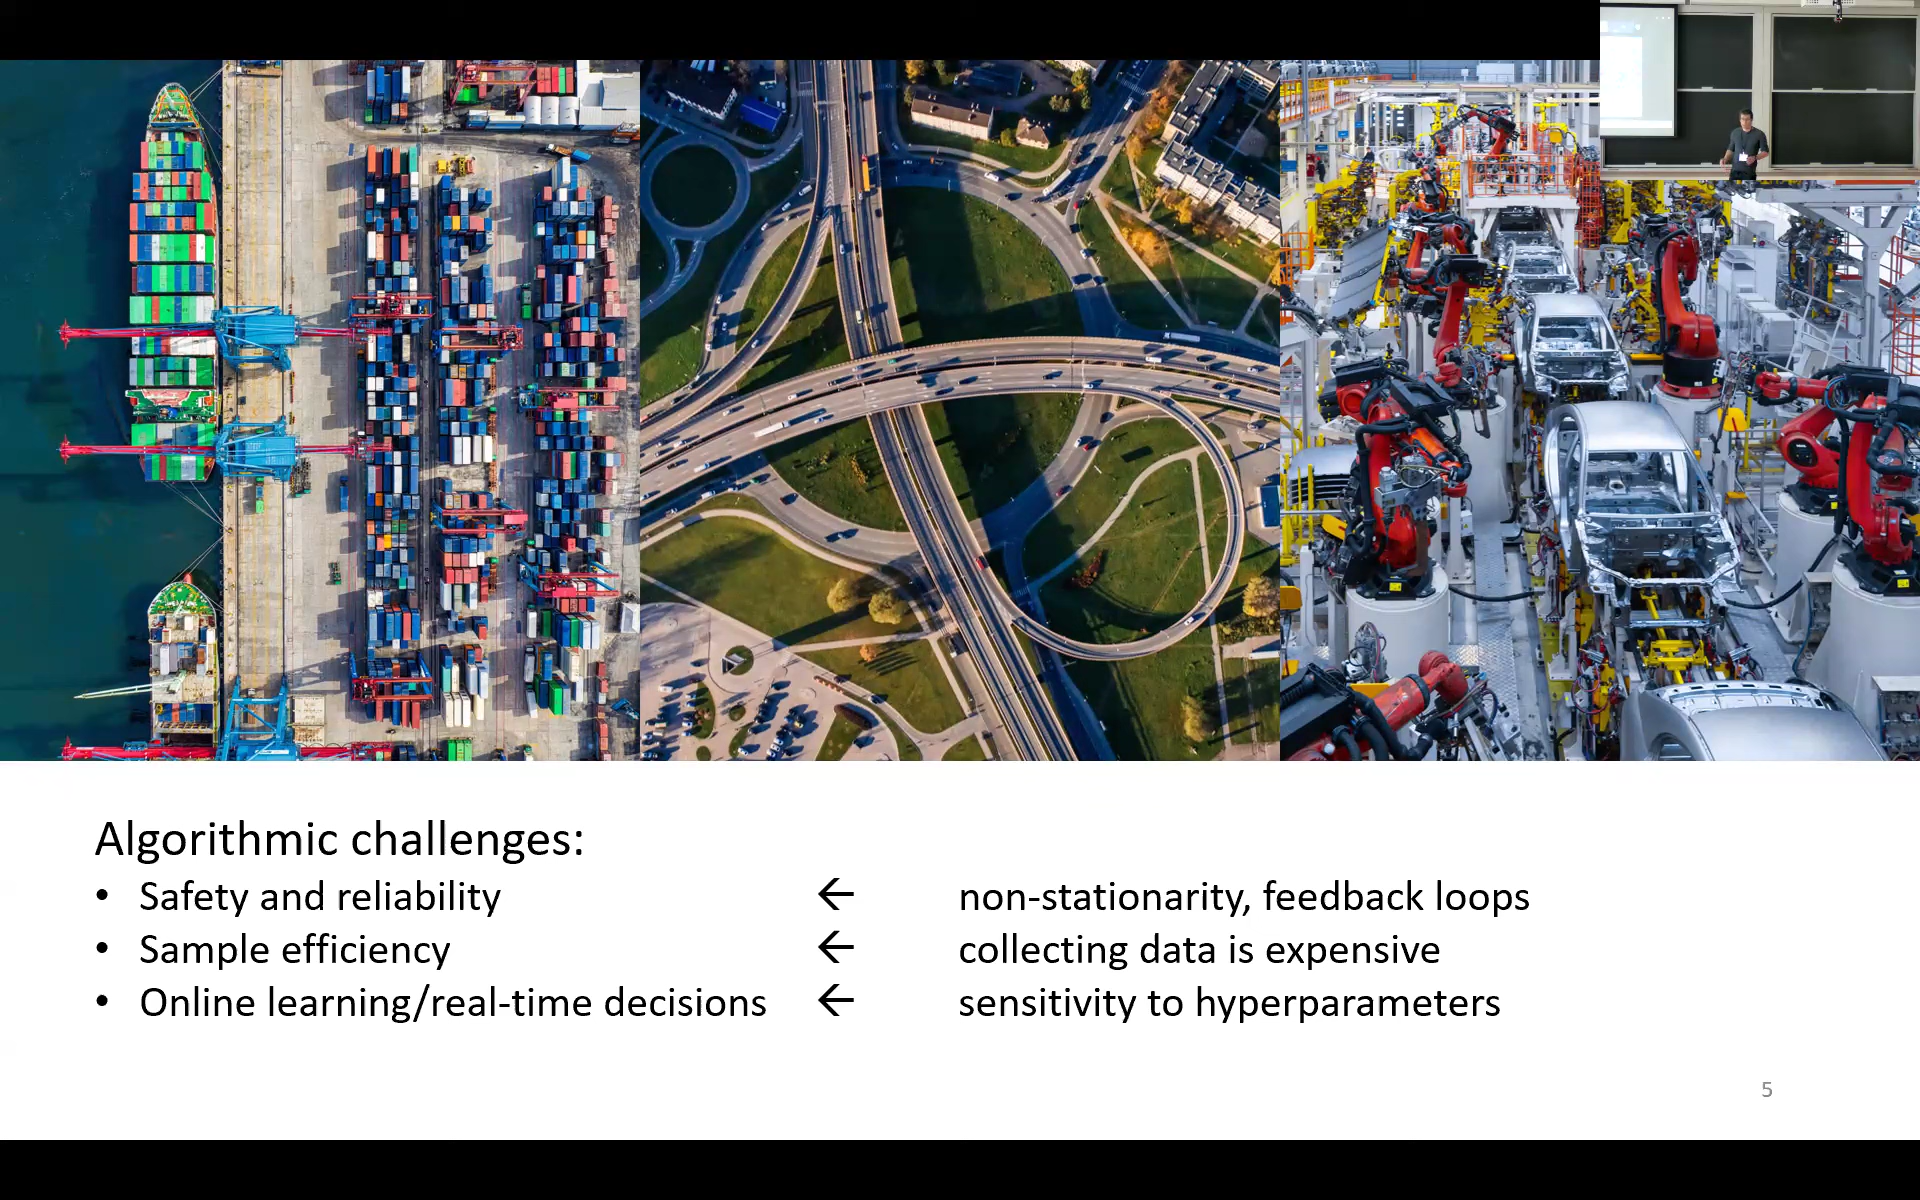 Algorithmic challenges:
• Safety and reliability ← non-stationarity, feedback loops
• Sample efficiency ← collecting data is expensive
• Online learning/real-time decisions ← sensitivity to hyperparameters
5